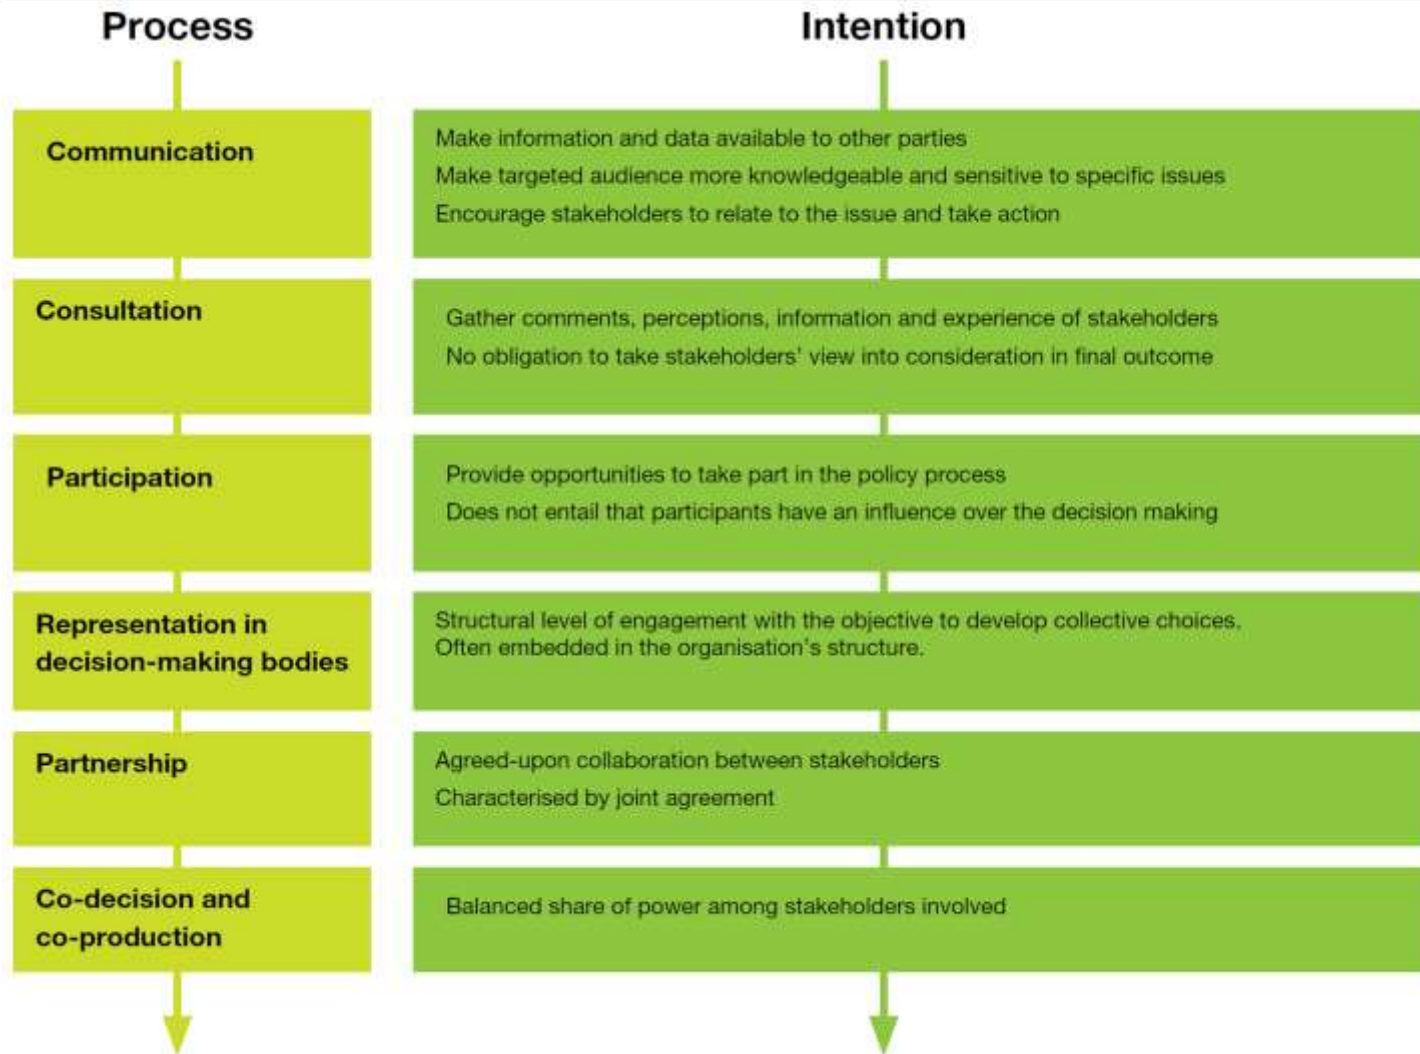 Process
Intention
Communication
Make information and data available to other parties
Make targeted audience more knowledgeable and sensitive to specific issues
Encourage stakeholders to relate to the issue and take action
Consultation
Gather comments, perceptions, information and experience of stakeholders
No obligation to take stakeholders' view into consideration in final outcome
Participation
Provide opportunities to take part in the policy process
Does not entail that participants have an influence over the decision making
Representation in
decision-making bodies
Structural level of engagement with the objective to develop collective choices.
Often embedded in the organisation's structure.
Partnership
Agreed-upon collaboration between stakeholders
Characterised by joint agreement
Co-decision and
co-production
Balanced share of power among stakeholders involved